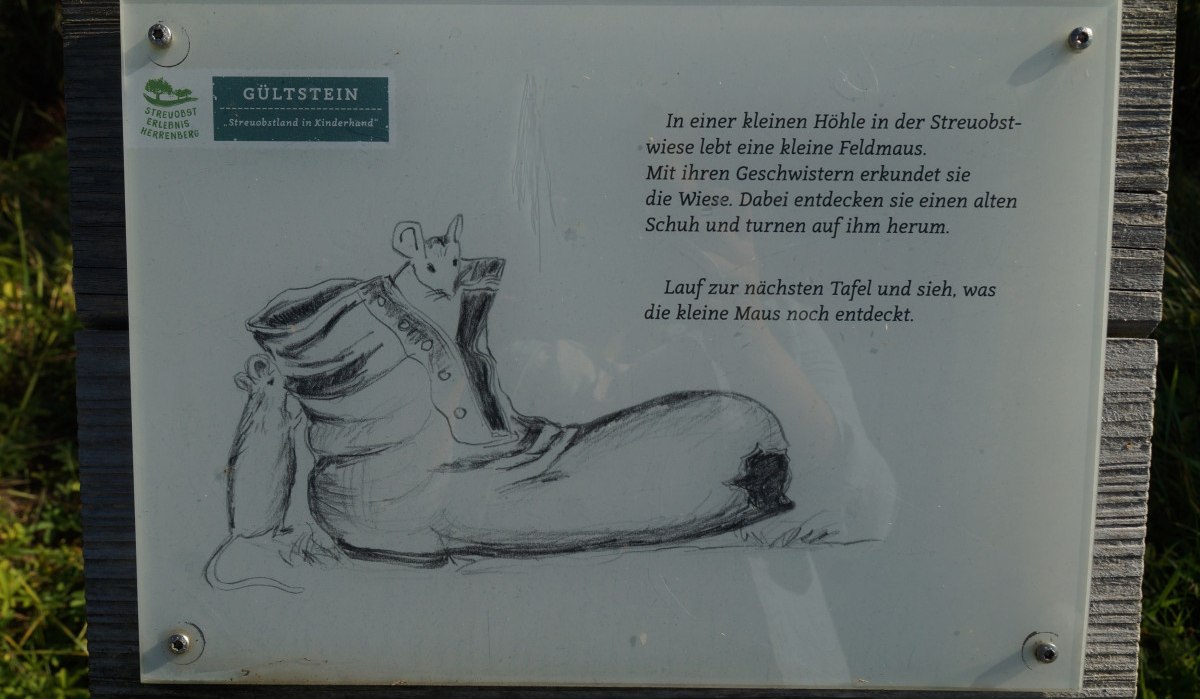 STREUOBST
ERLEBNIS
HERRENBERG
GÜLTSTEIN
„Streuobstland in Kinderhand“
In einer kleinen Höhle in der Streuobst-
wiese lebt eine kleine Feldmaus.
Mit ihren Geschwistern erkundet sie
die Wiese. Dabei entdecken sie einen alten
Schuh und turnen auf ihm herum.
Lauf zur nächsten Tafel und sieh, was
die kleine Maus noch entdeckt.